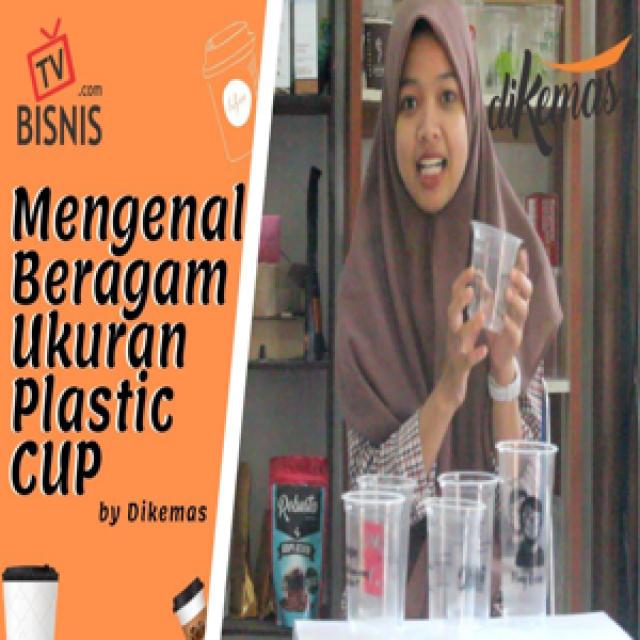 TV
.com
BISNIS
Mengenal
Beragam
Ukuran
Plastic
CUP
by Dikemas
diKemas
Robusta